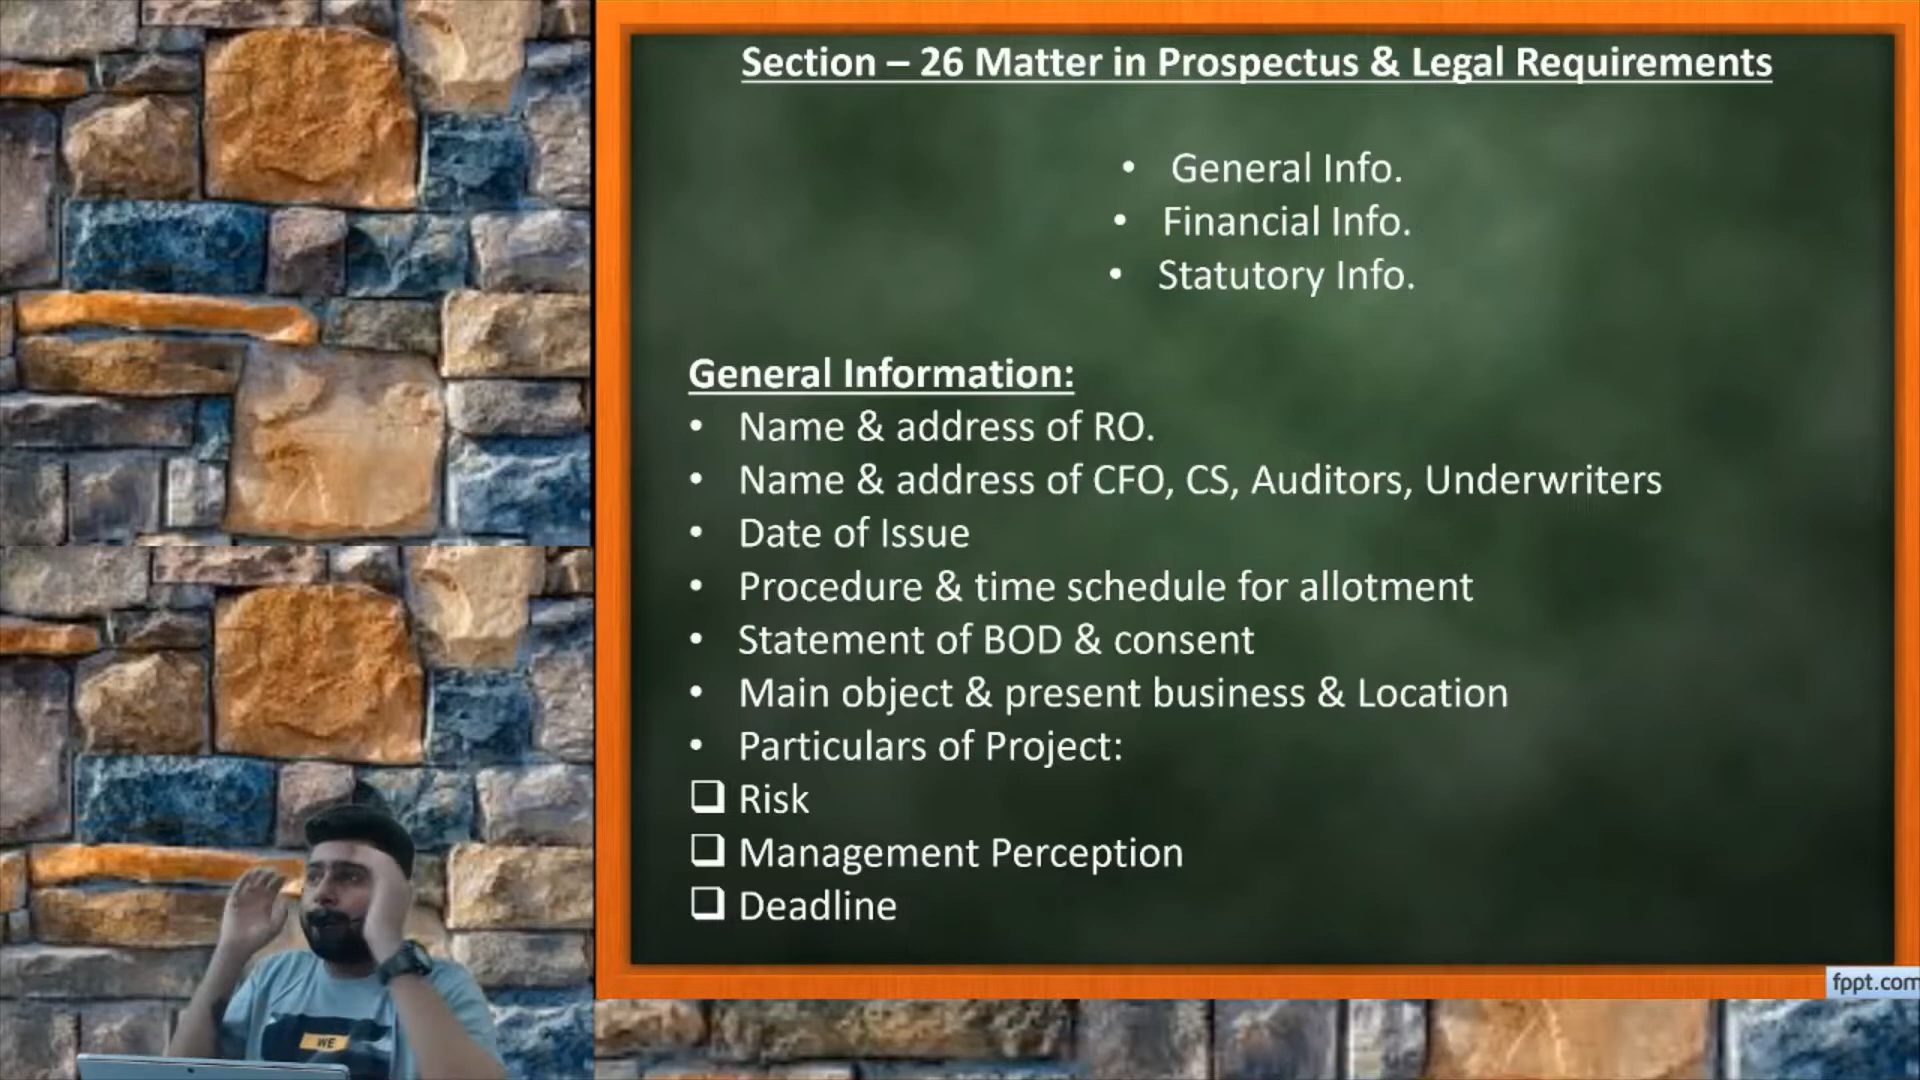 Section – 26 Matter in Prospectus & Legal Requirements
• General Info.
• Financial Info.
• Statutory Info.
General Information:
• Name & address of RO.
• Name & address of CFO, CS, Auditors, Underwriters
• Date of Issue
• Procedure & time schedule for allotment
• Statement of BOD & consent
• Main object & present business & Location
• Particulars of Project:
❑ Risk
❑ Management Perception
❑ Deadline
fppt.com
WE